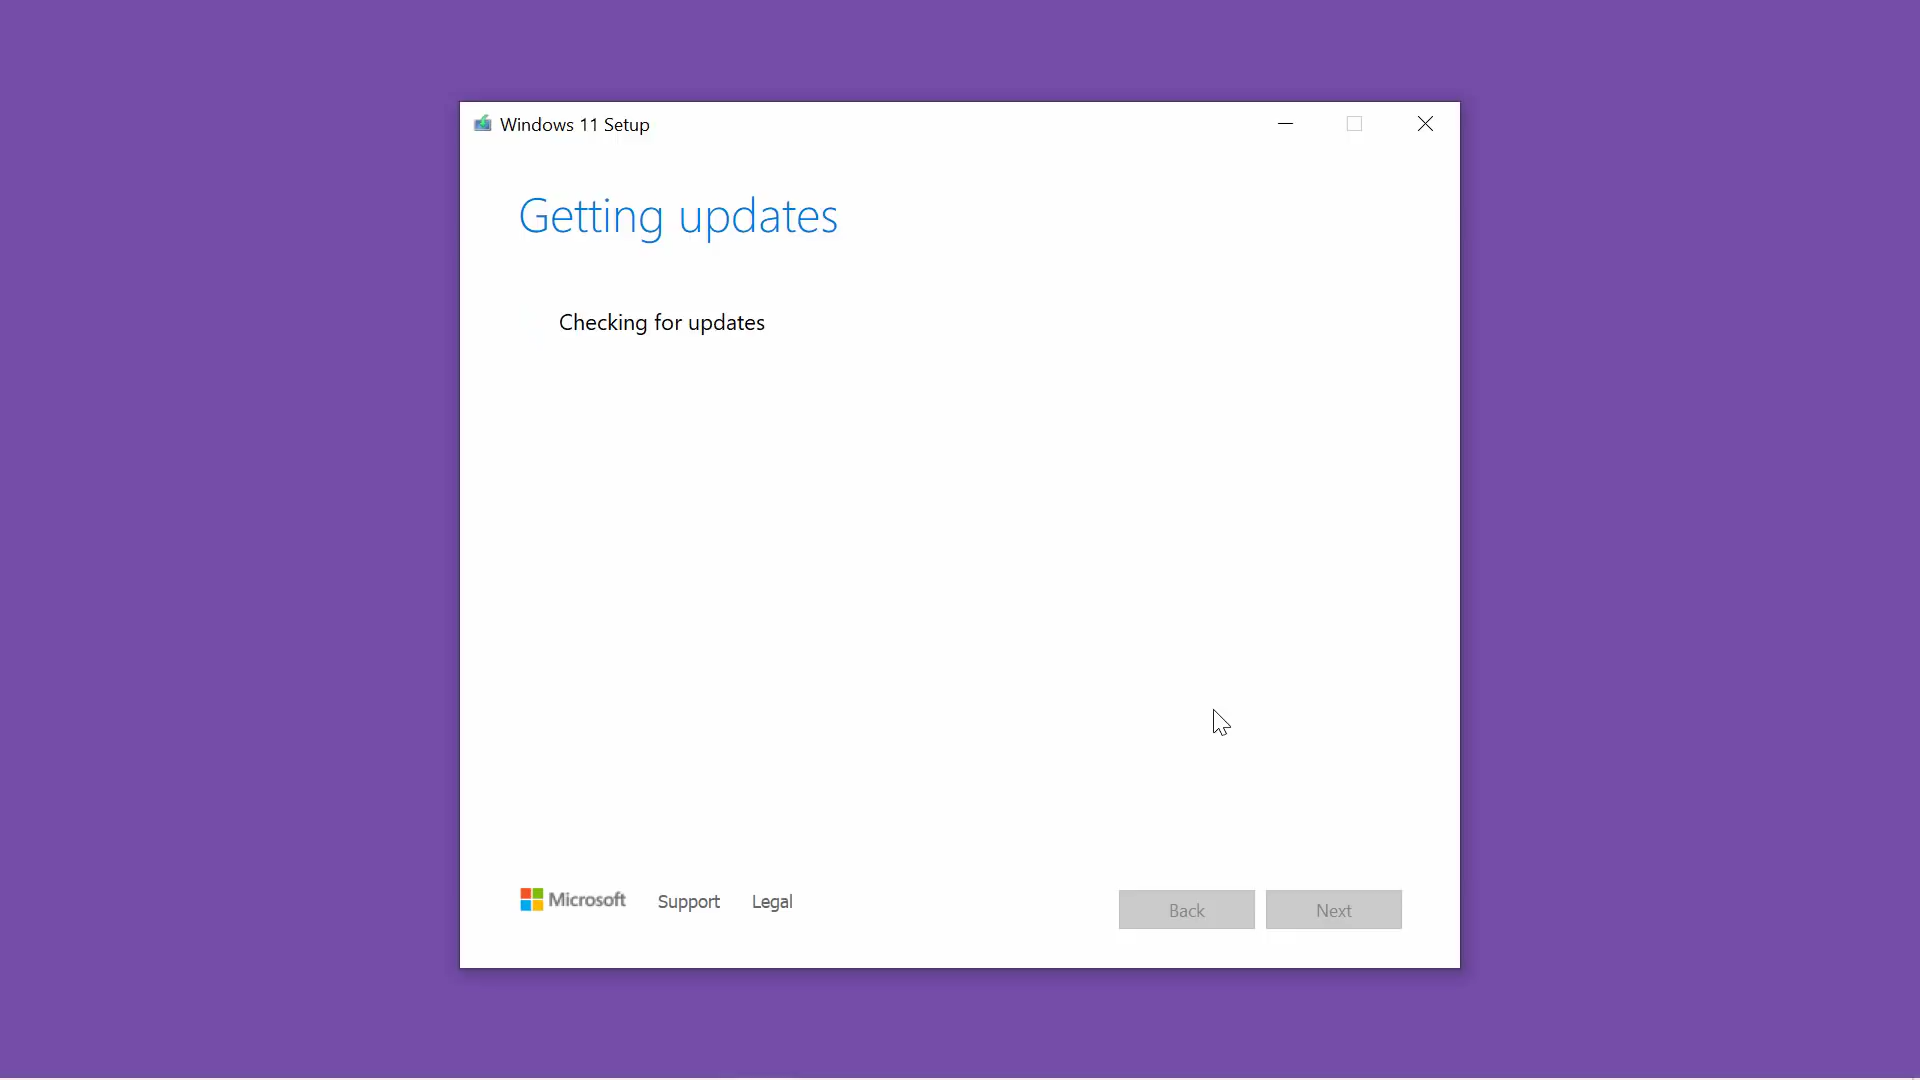 Windows 11 Setup
Getting updates
Checking for updates
Microsoft Support Legal
Back Next